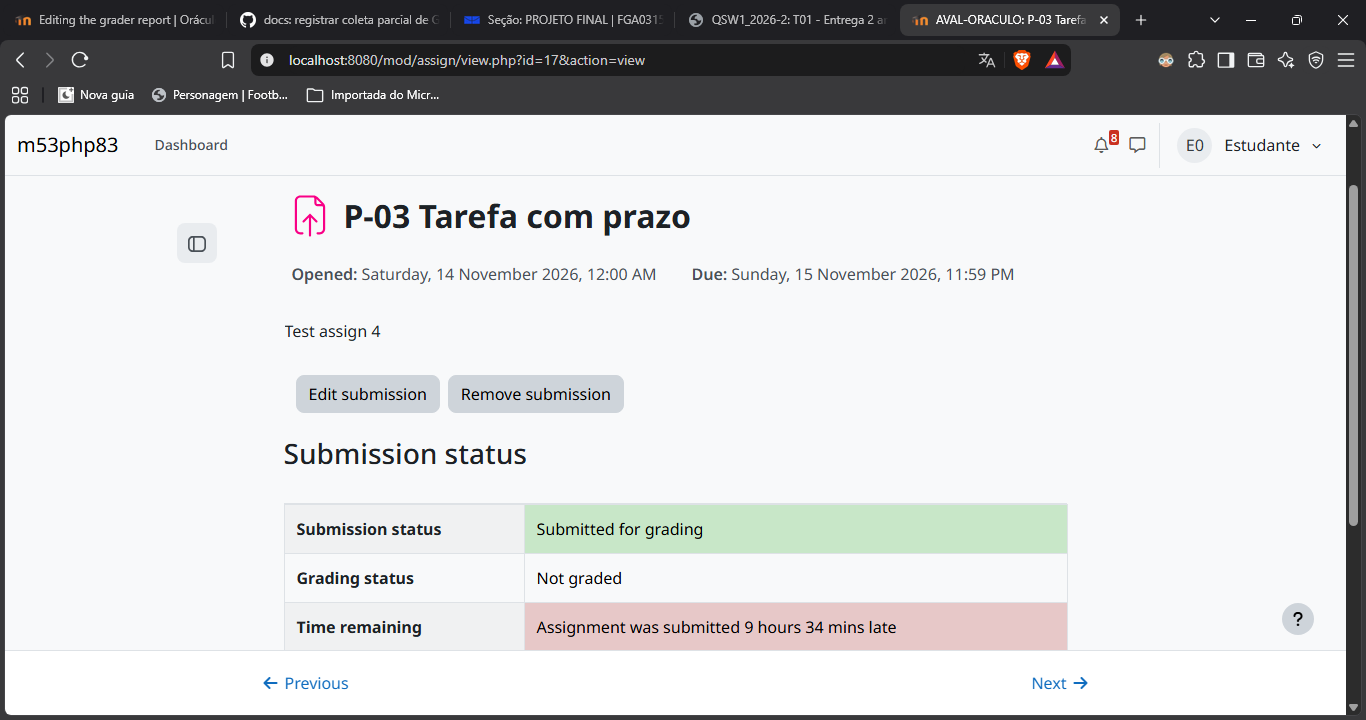 Editing the grader report | Orácul
docs: registrar coleta parcial de G
Seção: PROJETO FINAL | FGA0315
QSW1_2026-2: T01 - Entrega 2 a
AVAL-ORACULO: P-03 Tarefa
localhost:8080/mod/assign/view.php?id=17&action=view
Nova guia
Personagem | Footb...
Importada do Micr...
m53php83
Dashboard
8
E0
Estudante
P-03 Tarefa com prazo
Opened: Saturday, 14 November 2026, 12:00 AM
Due: Sunday, 15 November 2026, 11:59 PM
Test assign 4
Edit submission
Remove submission
Submission status
Submission status
Submitted for grading
Grading status
Not graded
Time remaining
Assignment was submitted 9 hours 34 mins late
?
Previous
Next